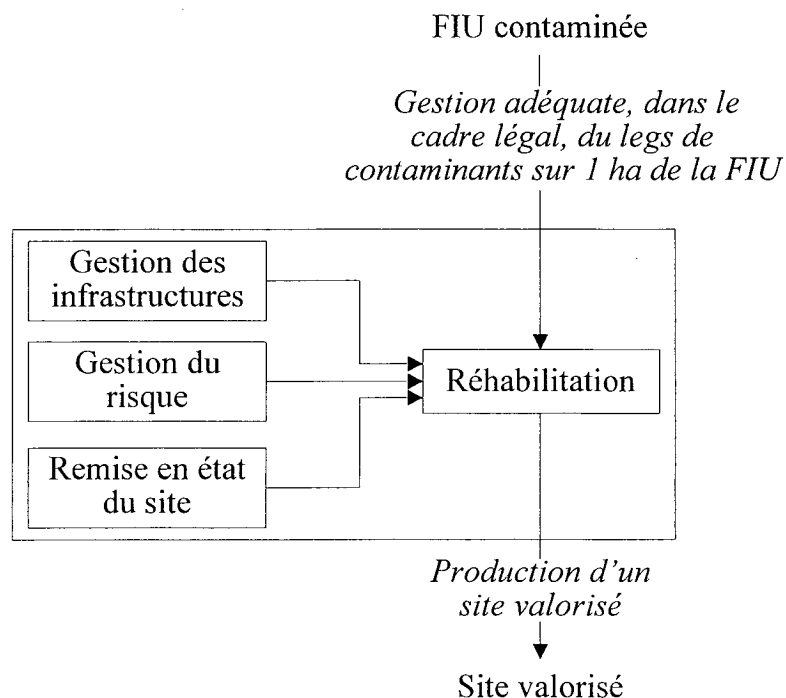 FIU contaminée
Gestion adéquate, dans le
cadre légal, du legs de
contaminants sur 1 ha de la FIU
Gestion des
infrastructures
Gestion du
risque
Réhabilitation
Remise en état
du site
Production d'un
site valorisé
Site valorisé